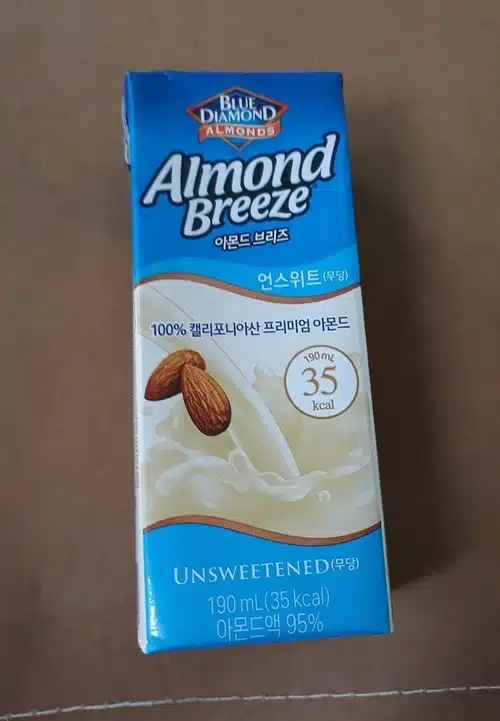 BLUE
DIAMOND
ALMONDS
Almond
Breeze
아몬드 브리즈
언스위트 (무당)
100% 캘리포니아산 프리미엄 아몬드
190 mL
35
kcal
UNSWEETENED (무당)
190 mL(35 kcal)
아몬드액 95%